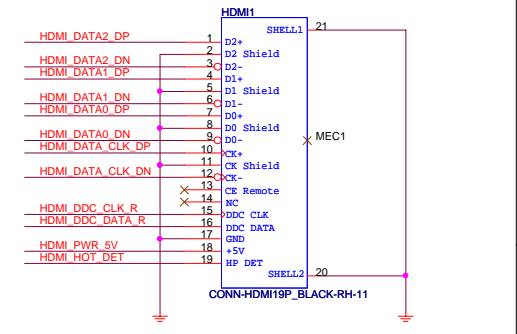 HDMI1
SHELL1 21
HDMI_DATA2_DP 1 D2+
2 D2 Shield
HDMI_DATA2_DN 3 D2-
HDMI_DATA1_DP 4 D1+
5 D1 Shield
HDMI_DATA1_DN 6 D1-
HDMI_DATA0_DP 7 D0+
8 D0 Shield
MEC1
HDMI_DATA0_DN 9 D0-
HDMI_DATA_CLK_DP 10 CK+
11 CK Shield
HDMI_DATA_CLK_DN 12 CK-
13 CE Remote
14 NC
HDMI_DDC_CLK_R 15 DDC CLK
HDMI_DDC_DATA_R 16 DDC DATA
17 GND
HDMI_PWR_5V 18 +5V
HDMI_HOT_DET 19 HP DET
SHELL2 20
CONN-HDMI19P_BLACK-RH-11